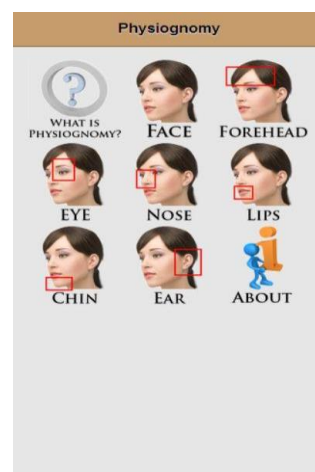 Physiognomy
WHAT IS
PHYSIOGNOMY?
FACE
FOREHEAD
EYE
NOSE
LIPS
CHIN
EAR
ABOUT